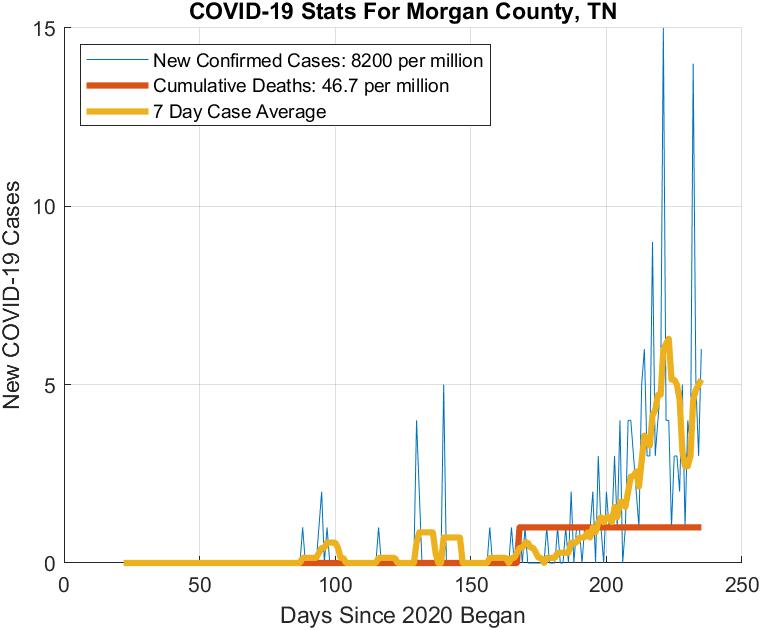 COVID-19 Stats For Morgan County, TN
New Confirmed Cases: 8200 per million
Cumulative Deaths: 46.7 per million
7 Day Case Average
New COVID-19 Cases
15
10
5
0
0 50 100 150 200 250
Days Since 2020 Began